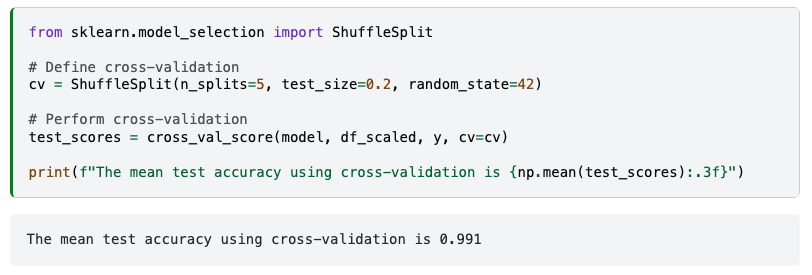 from sklearn.model_selection import ShuffleSplit
# Define cross-validation
cv = ShuffleSplit(n_splits=5, test_size=0.2, random_state=42)
# Perform cross-validation
test_scores = cross_val_score(model, df_scaled, y, cv=cv)
print(f"The mean test accuracy using cross-validation is {np.mean(test_scores):.3f}")
The mean test accuracy using cross-validation is 0.991